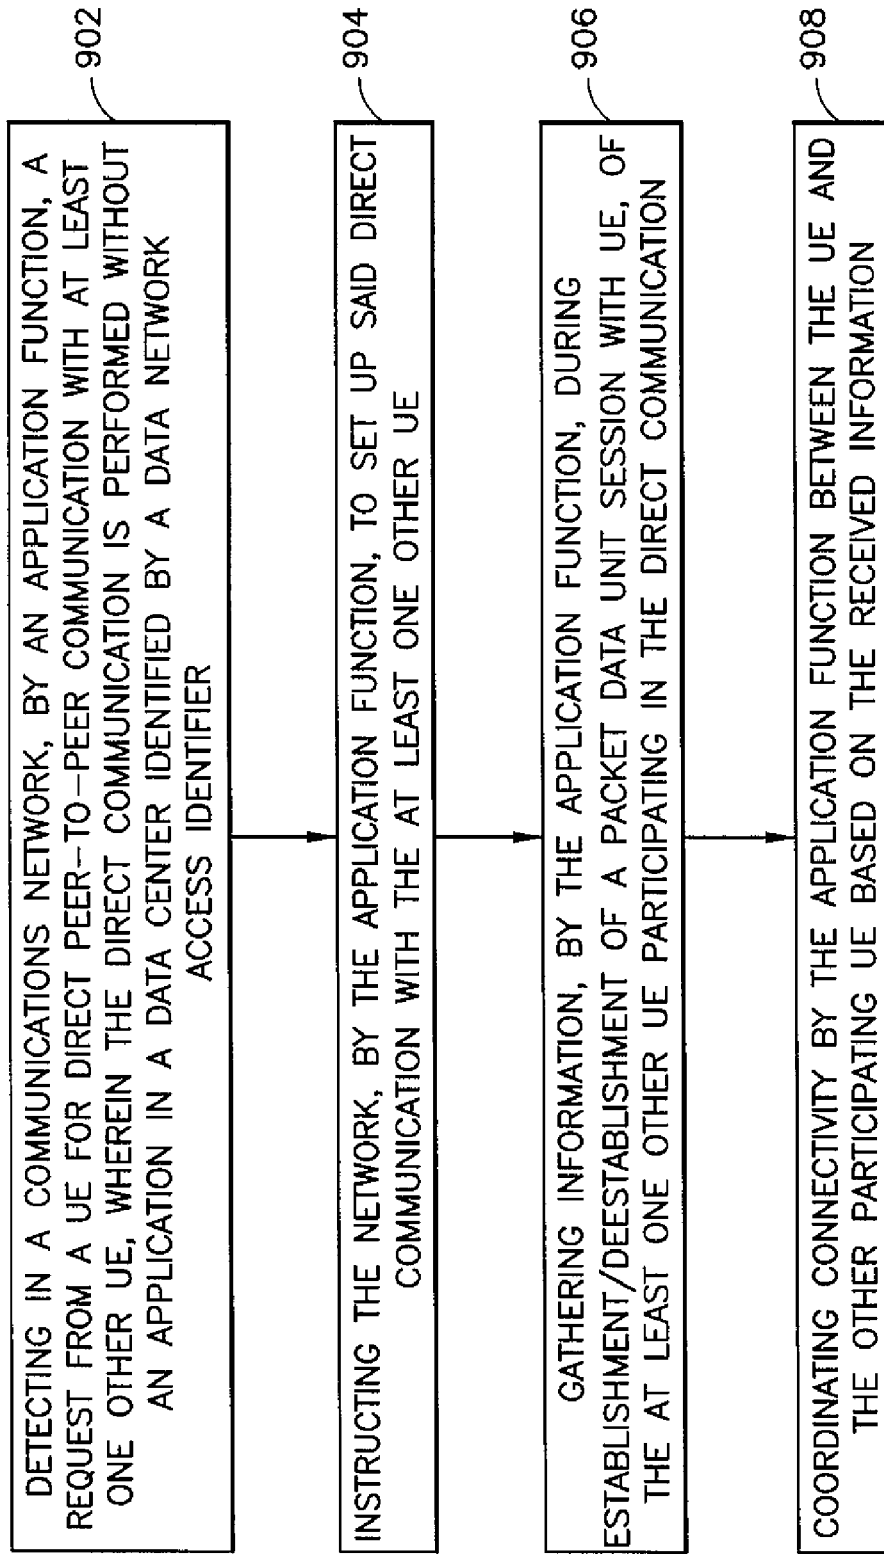 DETECTING IN A COMMUNICATIONS NETWORK, BY AN APPLICATION FUNCTION, A
REQUEST FROM A UE FOR DIRECT PEER-TO-PEER COMMUNICATION WITH AT LEAST
ONE OTHER UE, WHEREIN THE DIRECT COMMUNICATION IS PERFORMED WITHOUT
AN APPLICATION IN A DATA CENTER IDENTIFIED BY A DATA NETWORK
ACCESS IDENTIFIER
902
INSTRUCTING THE NETWORK, BY THE APPLICATION FUNCTION, TO SET UP SAID DIRECT
COMMUNICATION WITH THE AT LEAST ONE OTHER UE
904
GATHERING INFORMATION, BY THE APPLICATION FUNCTION, DURING
ESTABLISHMENT/DEESTABLISHMENT OF A PACKET DATA UNIT SESSION WITH UE, OF
THE AT LEAST ONE OTHER UE PARTICIPATING IN THE DIRECT COMMUNICATION
906
COORDINATING CONNECTIVITY BY THE APPLICATION FUNCTION BETWEEN THE UE AND
THE OTHER PARTICIPATING UE BASED ON THE RECEIVED INFORMATION
908